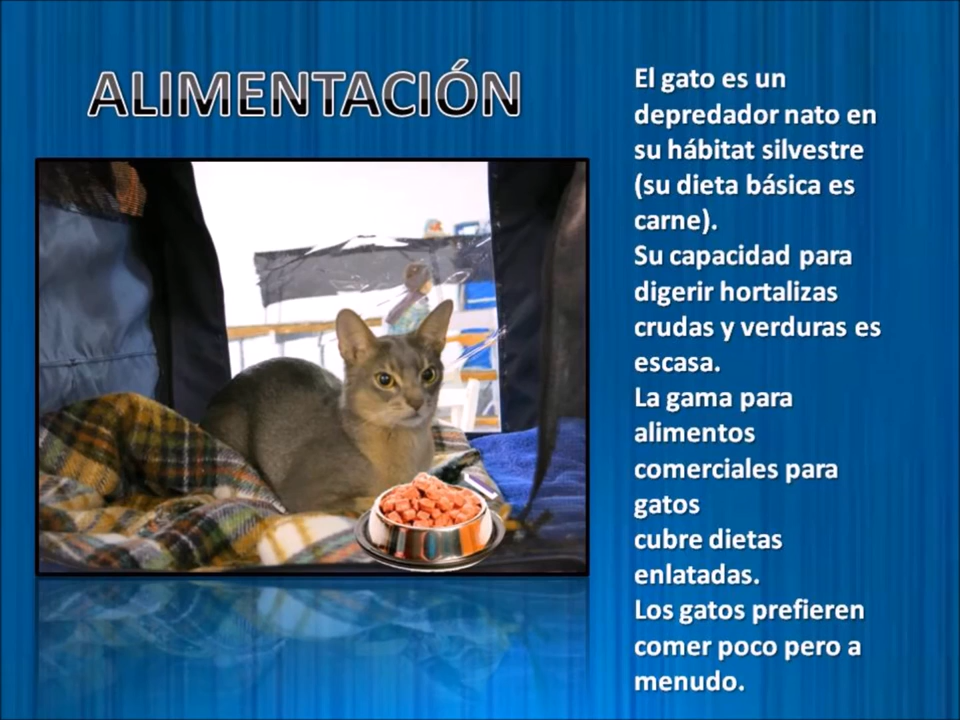 ALIMENTACIÓN
El gato es un
depredador nato en
su hábitat silvestre
(su dieta básica es
carne).
Su capacidad para
digerir hortalizas
crudas y verduras es
escasa.
La gama para
alimentos
comerciales para
gatos
cubre dietas
enlatadas.
Los gatos prefieren
comer poco pero a
menudo.